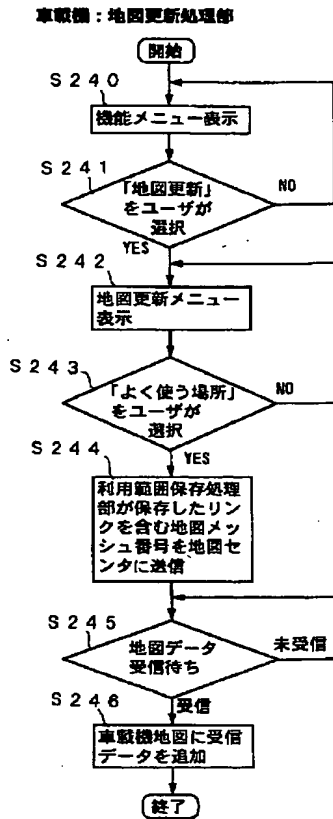 車載機：地図更新処理部
開始
S240
機能メニュー表示
S241
「地図更新」
をユーザが
選択
NO
YES
S242
地図更新メニュー
表示
S243
「よく使う場所」
をユーザが
選択
NO
YES
S244
利用範囲保存処理
部が保存したリン
クを含む地図メッ
シュ番号を地図セ
ンタに送信
S245
地図データ
受信待ち
未受信
受信
S246
車載機地図に受信
データを追加
終了